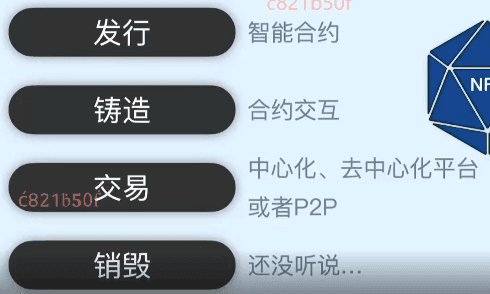 c821b50f
发行
智能合约
铸造
合约交互
交易
中心化、去中心化平台
或者P2P
c821b50f
销毁
还没听说...